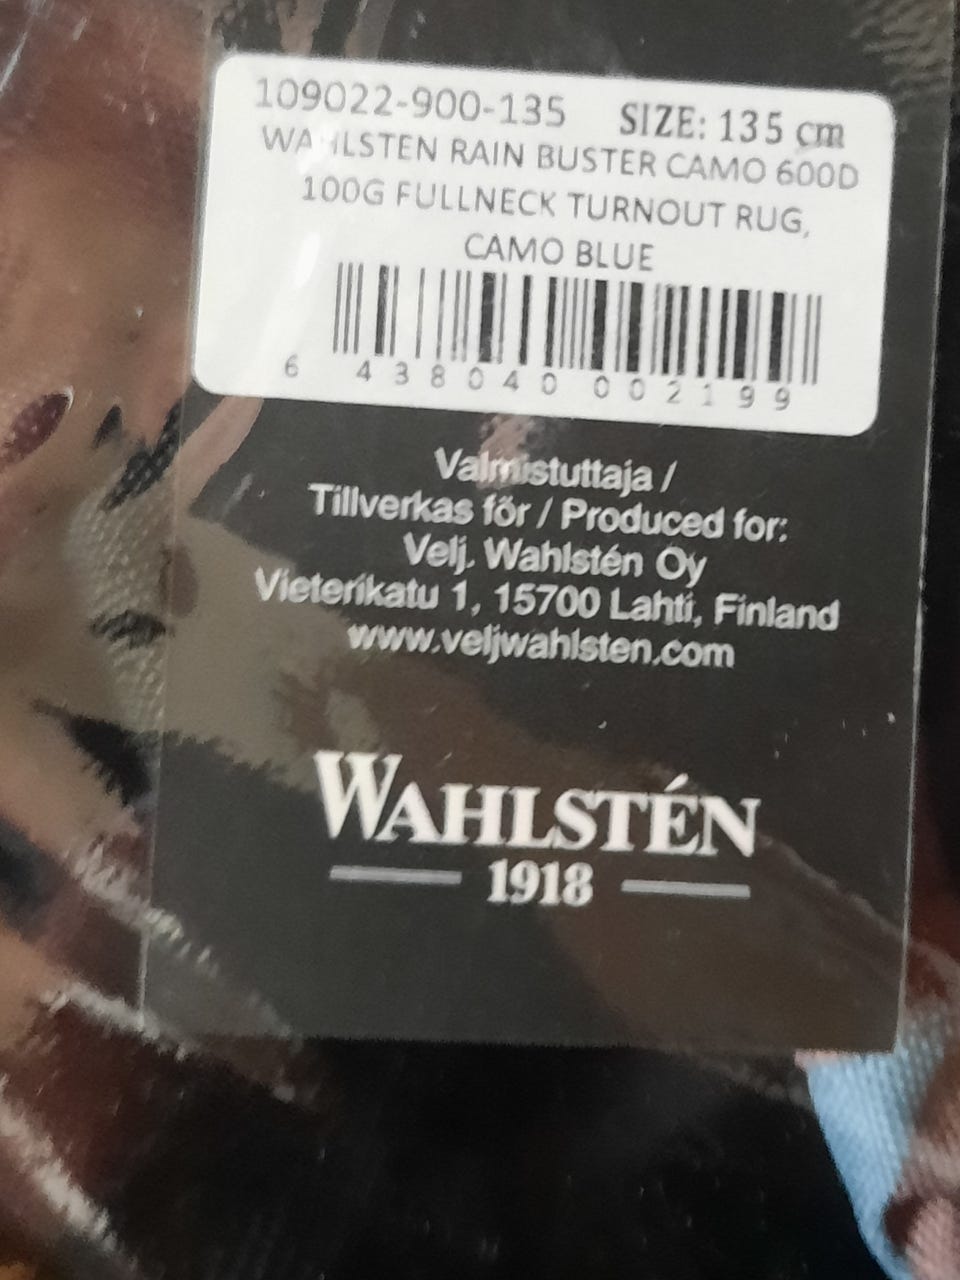 109022-900-135 SIZE: 135 cm
WAHLSTEN RAIN BUSTER CAMO 600D
100G FULLNECK TURNOUT RUG,
CAMO BLUE
6 438040 002199
Valmistuttaja /
Tillverkas för / Produced for:
Velj. Wahlstén Oy
Vieterikatu 1, 15700 Lahti, Finland
www.veljwahlsten.com
WAHLSTÉN
1918